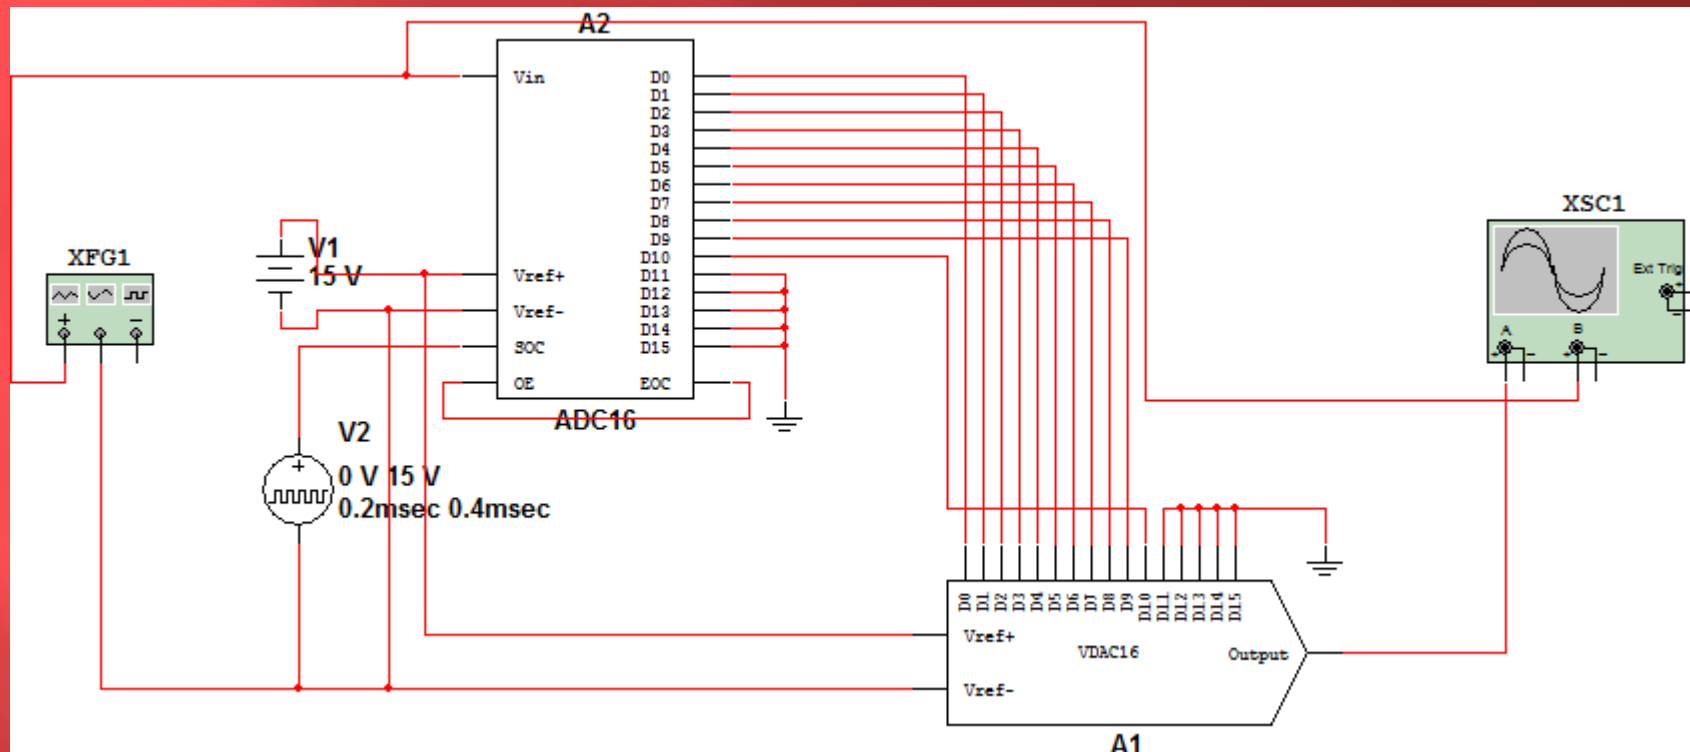 A2
Vin
D0
D1
D2
D3
D4
D5
D6
D7
D8
D9
D10
D11
D12
D13
D14
D15
Vref+
Vref-
SOC
OE
EOC
ADC16
XFG1
+
−
V1
15 V
V2
+
0 V 15 V
0.2msec 0.4msec
XSC1
Ext Trig
+
−
A
B
+
−
+
−
D0
D1
D2
D3
D4
D5
D6
D7
D8
D9
D10
D11
D12
D13
D14
D15
Vref+
VDAC16
Output
Vref-
A1